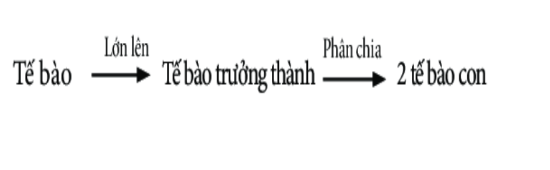 Lớn lên Phân chia
Tế bào Tế bào trưởng thành 2 tế bào con